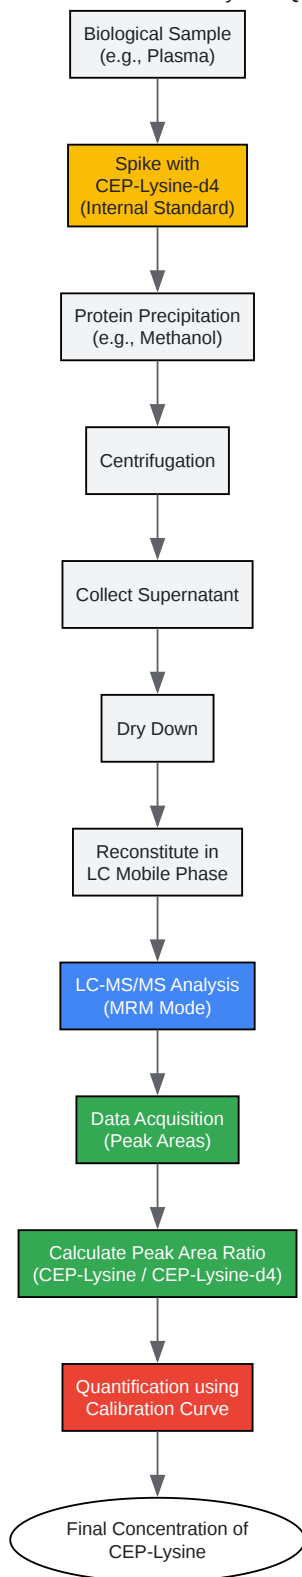 Biological Sample
(e.g., Plasma)
Spike with
CEP-Lysine-d4
(Internal Standard)
Protein Precipitation
(e.g., Methanol)
Centrifugation
Collect Supernatant
Dry Down
Reconstitute in
LC Mobile Phase
LC-MS/MS Analysis
(MRM Mode)
Data Acquisition
(Peak Areas)
Calculate Peak Area Ratio
(CEP-Lysine / CEP-Lysine-d4)
Quantification using
Calibration Curve
Final Concentration of
CEP-Lysine